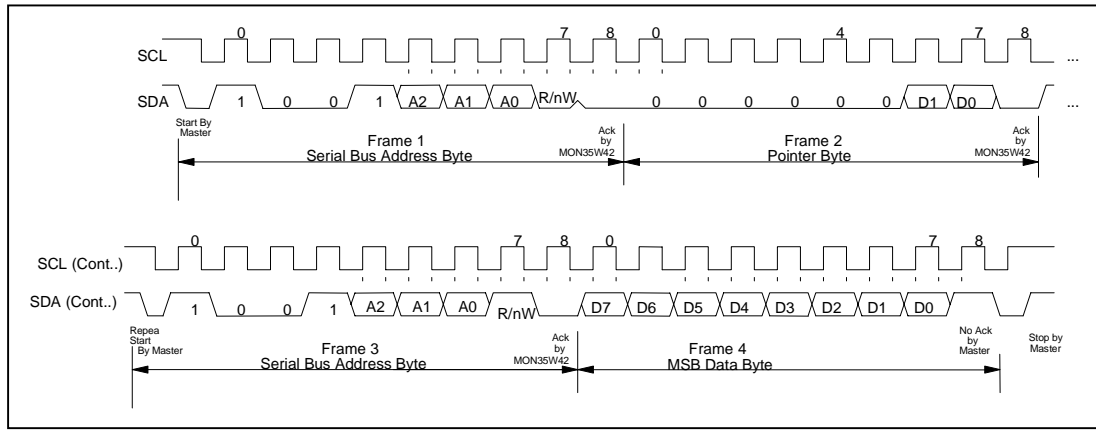 0 7 8 0 4 7 8
SCL ...
SDA 1 0 0 1 A2 A1 A0 R/nW 0 0 0 0 0 0 D1 D0 ...
Start By
Master
Frame 1
Serial Bus Address Byte
Ack
by
MON35W42
Frame 2
Pointer Byte
Ack
by
MON35W42
0 7 8 0 7 8
SCL (Cont..)
SDA (Cont..) 1 0 0 1 A2 A1 A0 R/nW D7 D6 D5 D4 D3 D2 D1 D0
Repea
Start
By Master
Frame 3
Serial Bus Address Byte
Ack
by
MON35W42
Frame 4
MSB Data Byte
No Ack
by
Master
Stop by
Master